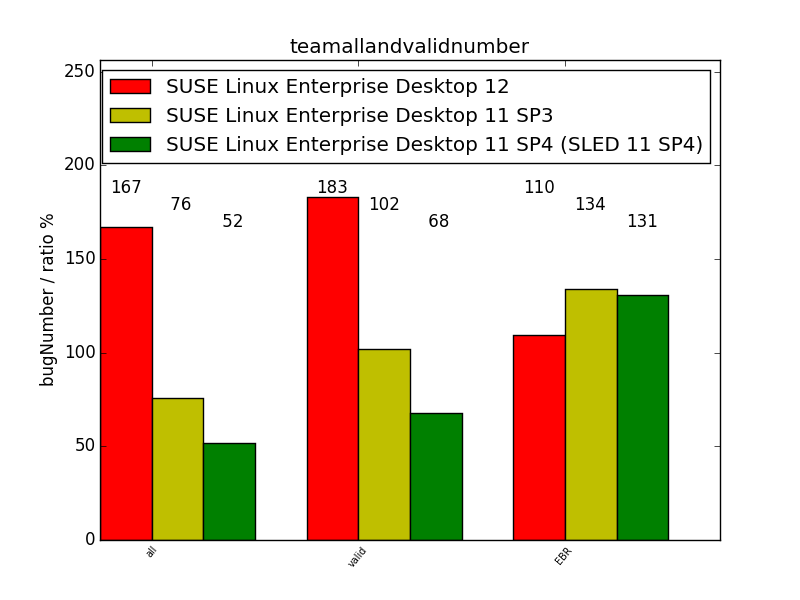 teamallandvalidnumber
SUSE Linux Enterprise Desktop 12
SUSE Linux Enterprise Desktop 11 SP3
SUSE Linux Enterprise Desktop 11 SP4 (SLED 11 SP4)
bugNumber / ratio %
250
200
150
100
50
0
167
76
52
183
102
68
110
134
131
all
valid
EBR